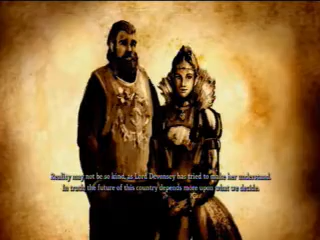 Reality may not be so kind, as Lord Devensey has tried to make her understand.
In truth the future of this country depends more upon what we decide.